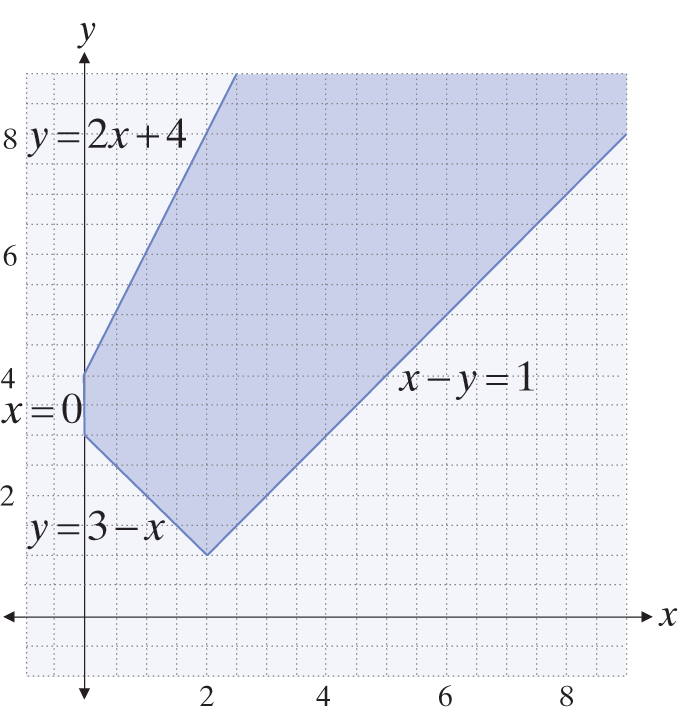 y
8
y = 2x + 4
6
4
x − y = 1
x = 0
2
y = 3 − x
x
2 4 6 8